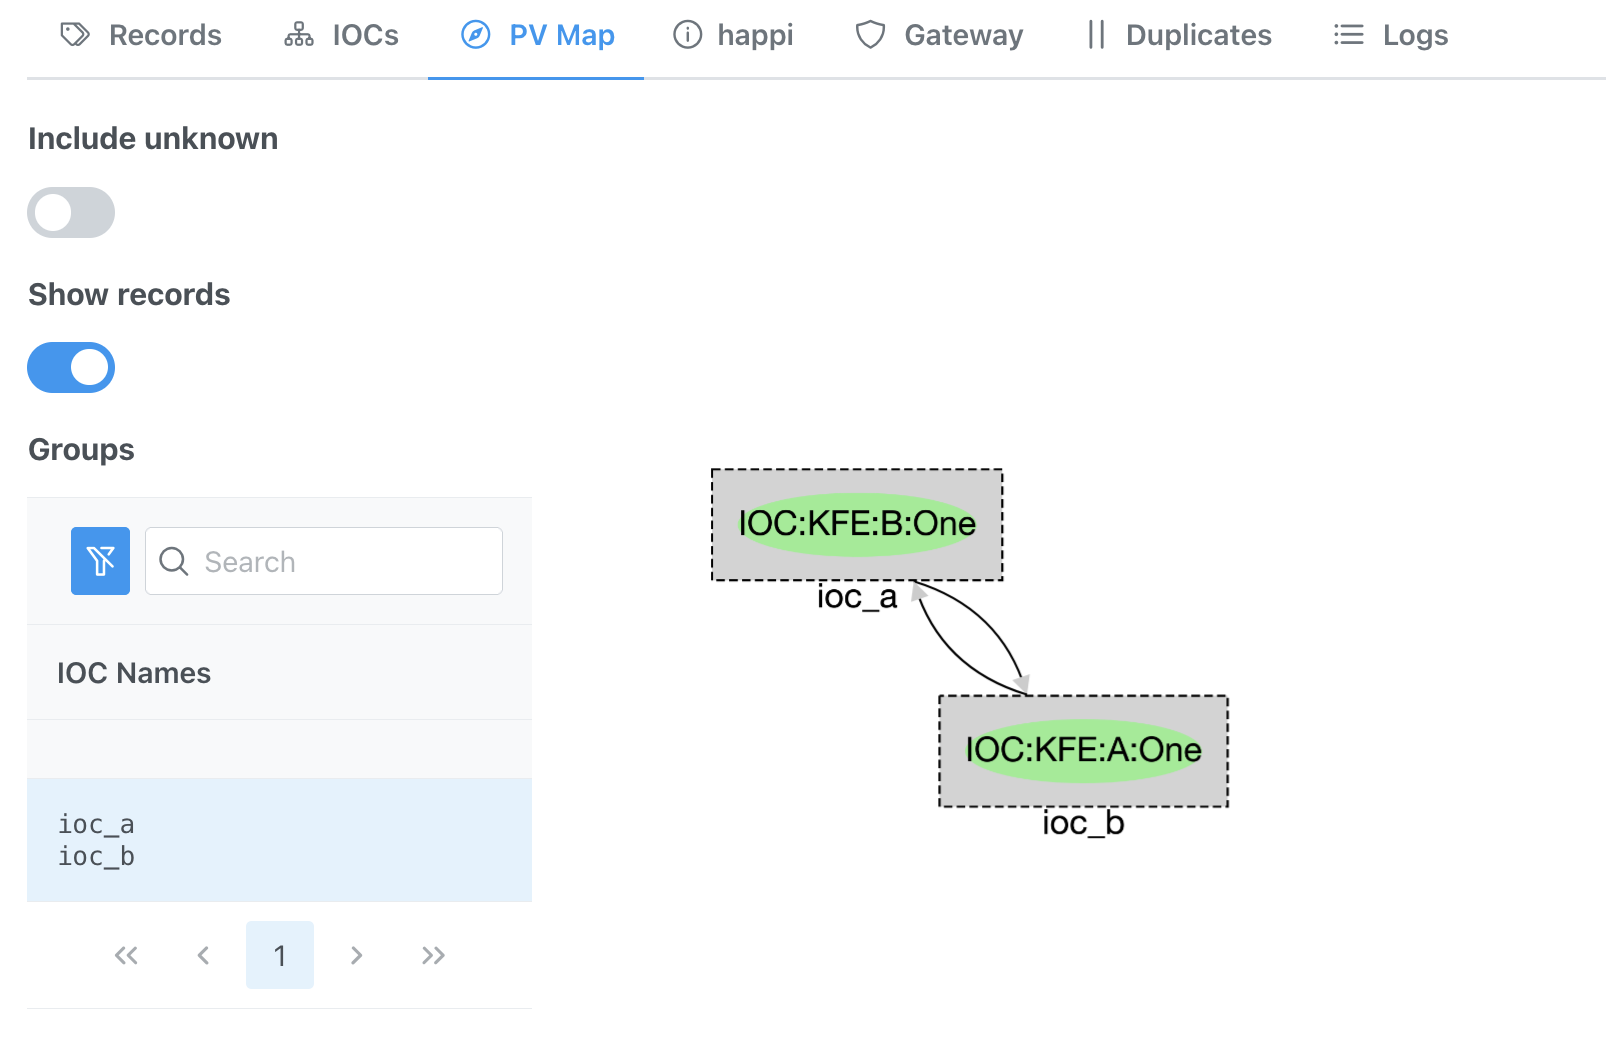 Records IOCs PV Map happi Gateway Duplicates Logs
Include unknown
Show records
Groups
Search
IOC Names
ioc_a
ioc_b
1
IOC:KFE:B:One
ioc_a
IOC:KFE:A:One
ioc_b